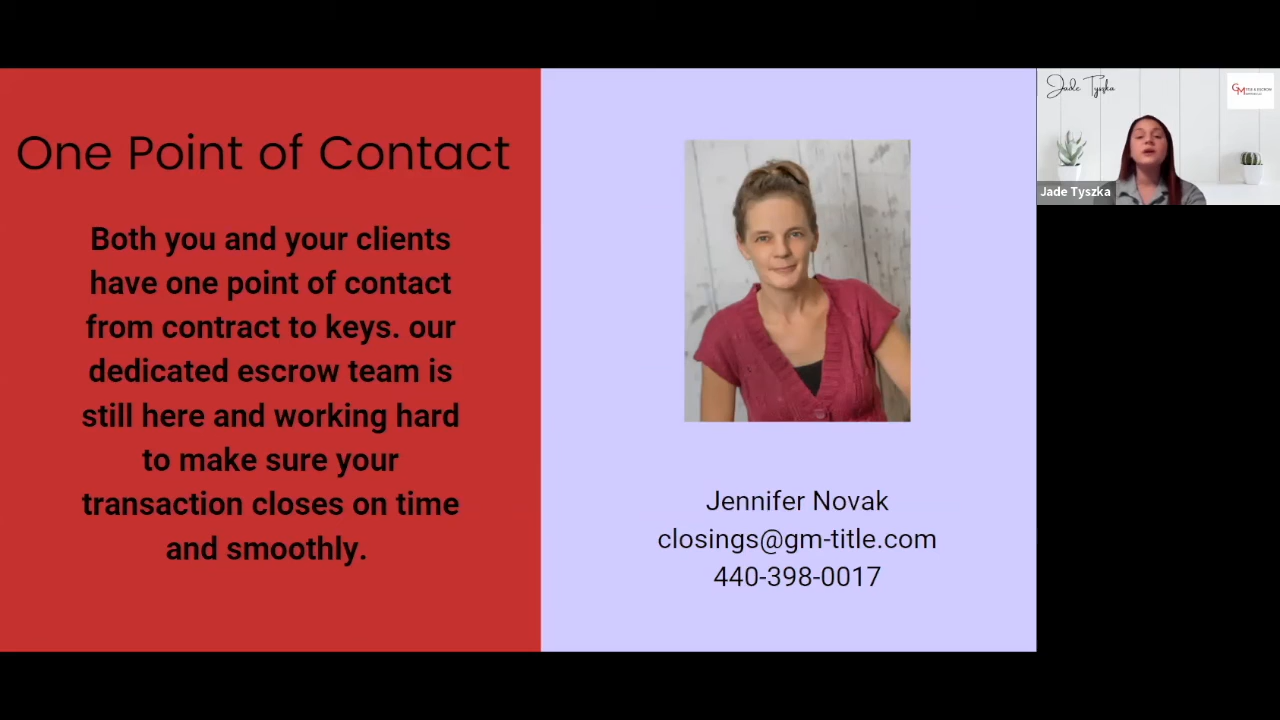 One Point of Contact
Both you and your clients
have one point of contact
from contract to keys. our
dedicated escrow team is
still here and working hard
to make sure your
transaction closes on time
and smoothly.
Jennifer Novak
closings@gm-title.com
440-398-0017
Jade Tyszka
GM
Jade Tyszka